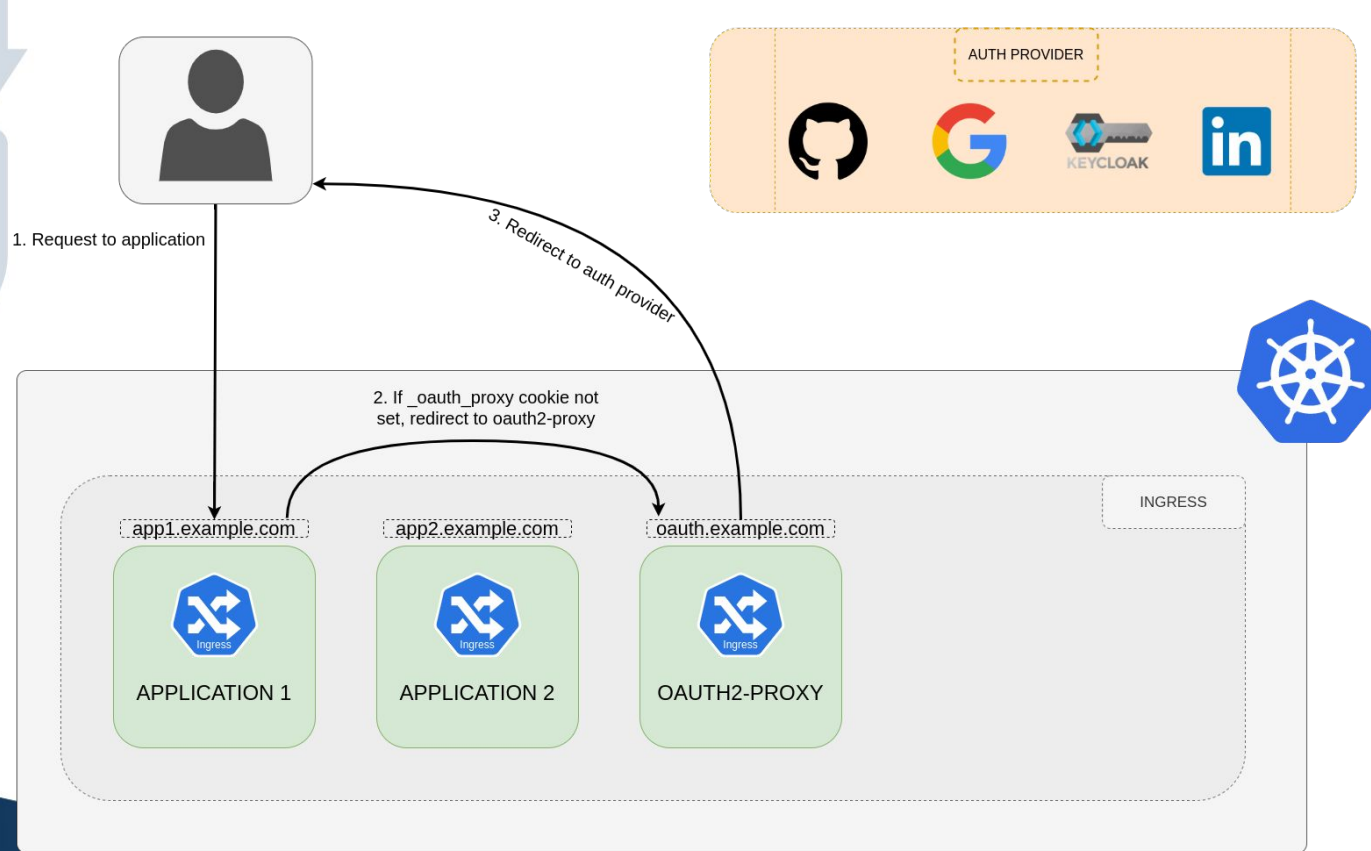 AUTH PROVIDER
KEYCLOAK
in
1. Request to application
3. Redirect to auth provider
2. If _oauth_proxy cookie not
set, redirect to oauth2-proxy
INGRESS
app1.example.com
app2.example.com
oauth.example.com
Ingress
Ingress
Ingress
APPLICATION 1
APPLICATION 2
OAUTH2-PROXY